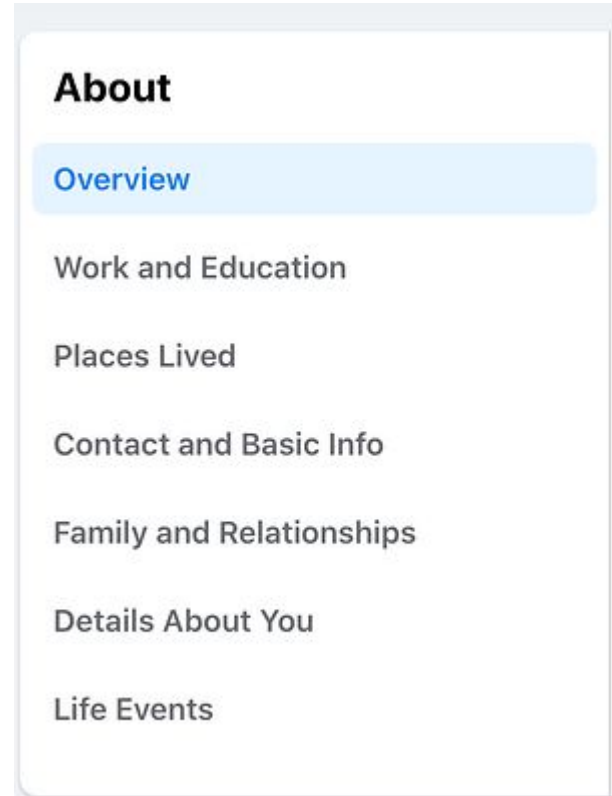 About
Overview
Work and Education
Places Lived
Contact and Basic Info
Family and Relationships
Details About You
Life Events